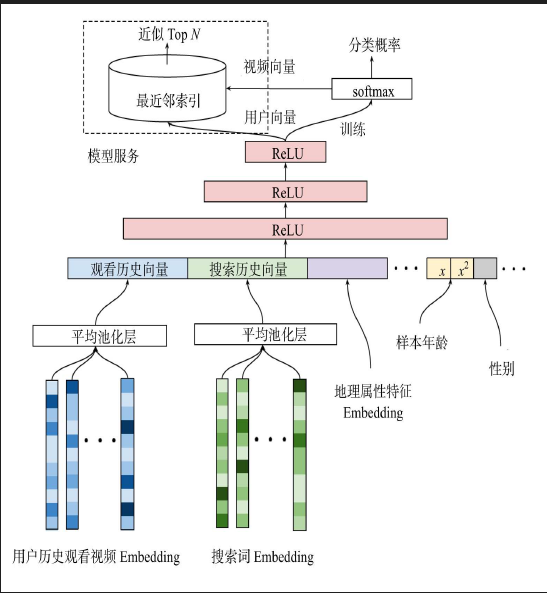 近似 Top N
分类概率
视频向量
softmax
最近邻索引
用户向量
训练
模型服务
ReLU
ReLU
ReLU
观看历史向量
搜索历史向量
x
x²
平均池化层
平均池化层
样本年龄
性别
地理属性特征
Embedding
用户历史观看视频 Embedding
搜索词 Embedding